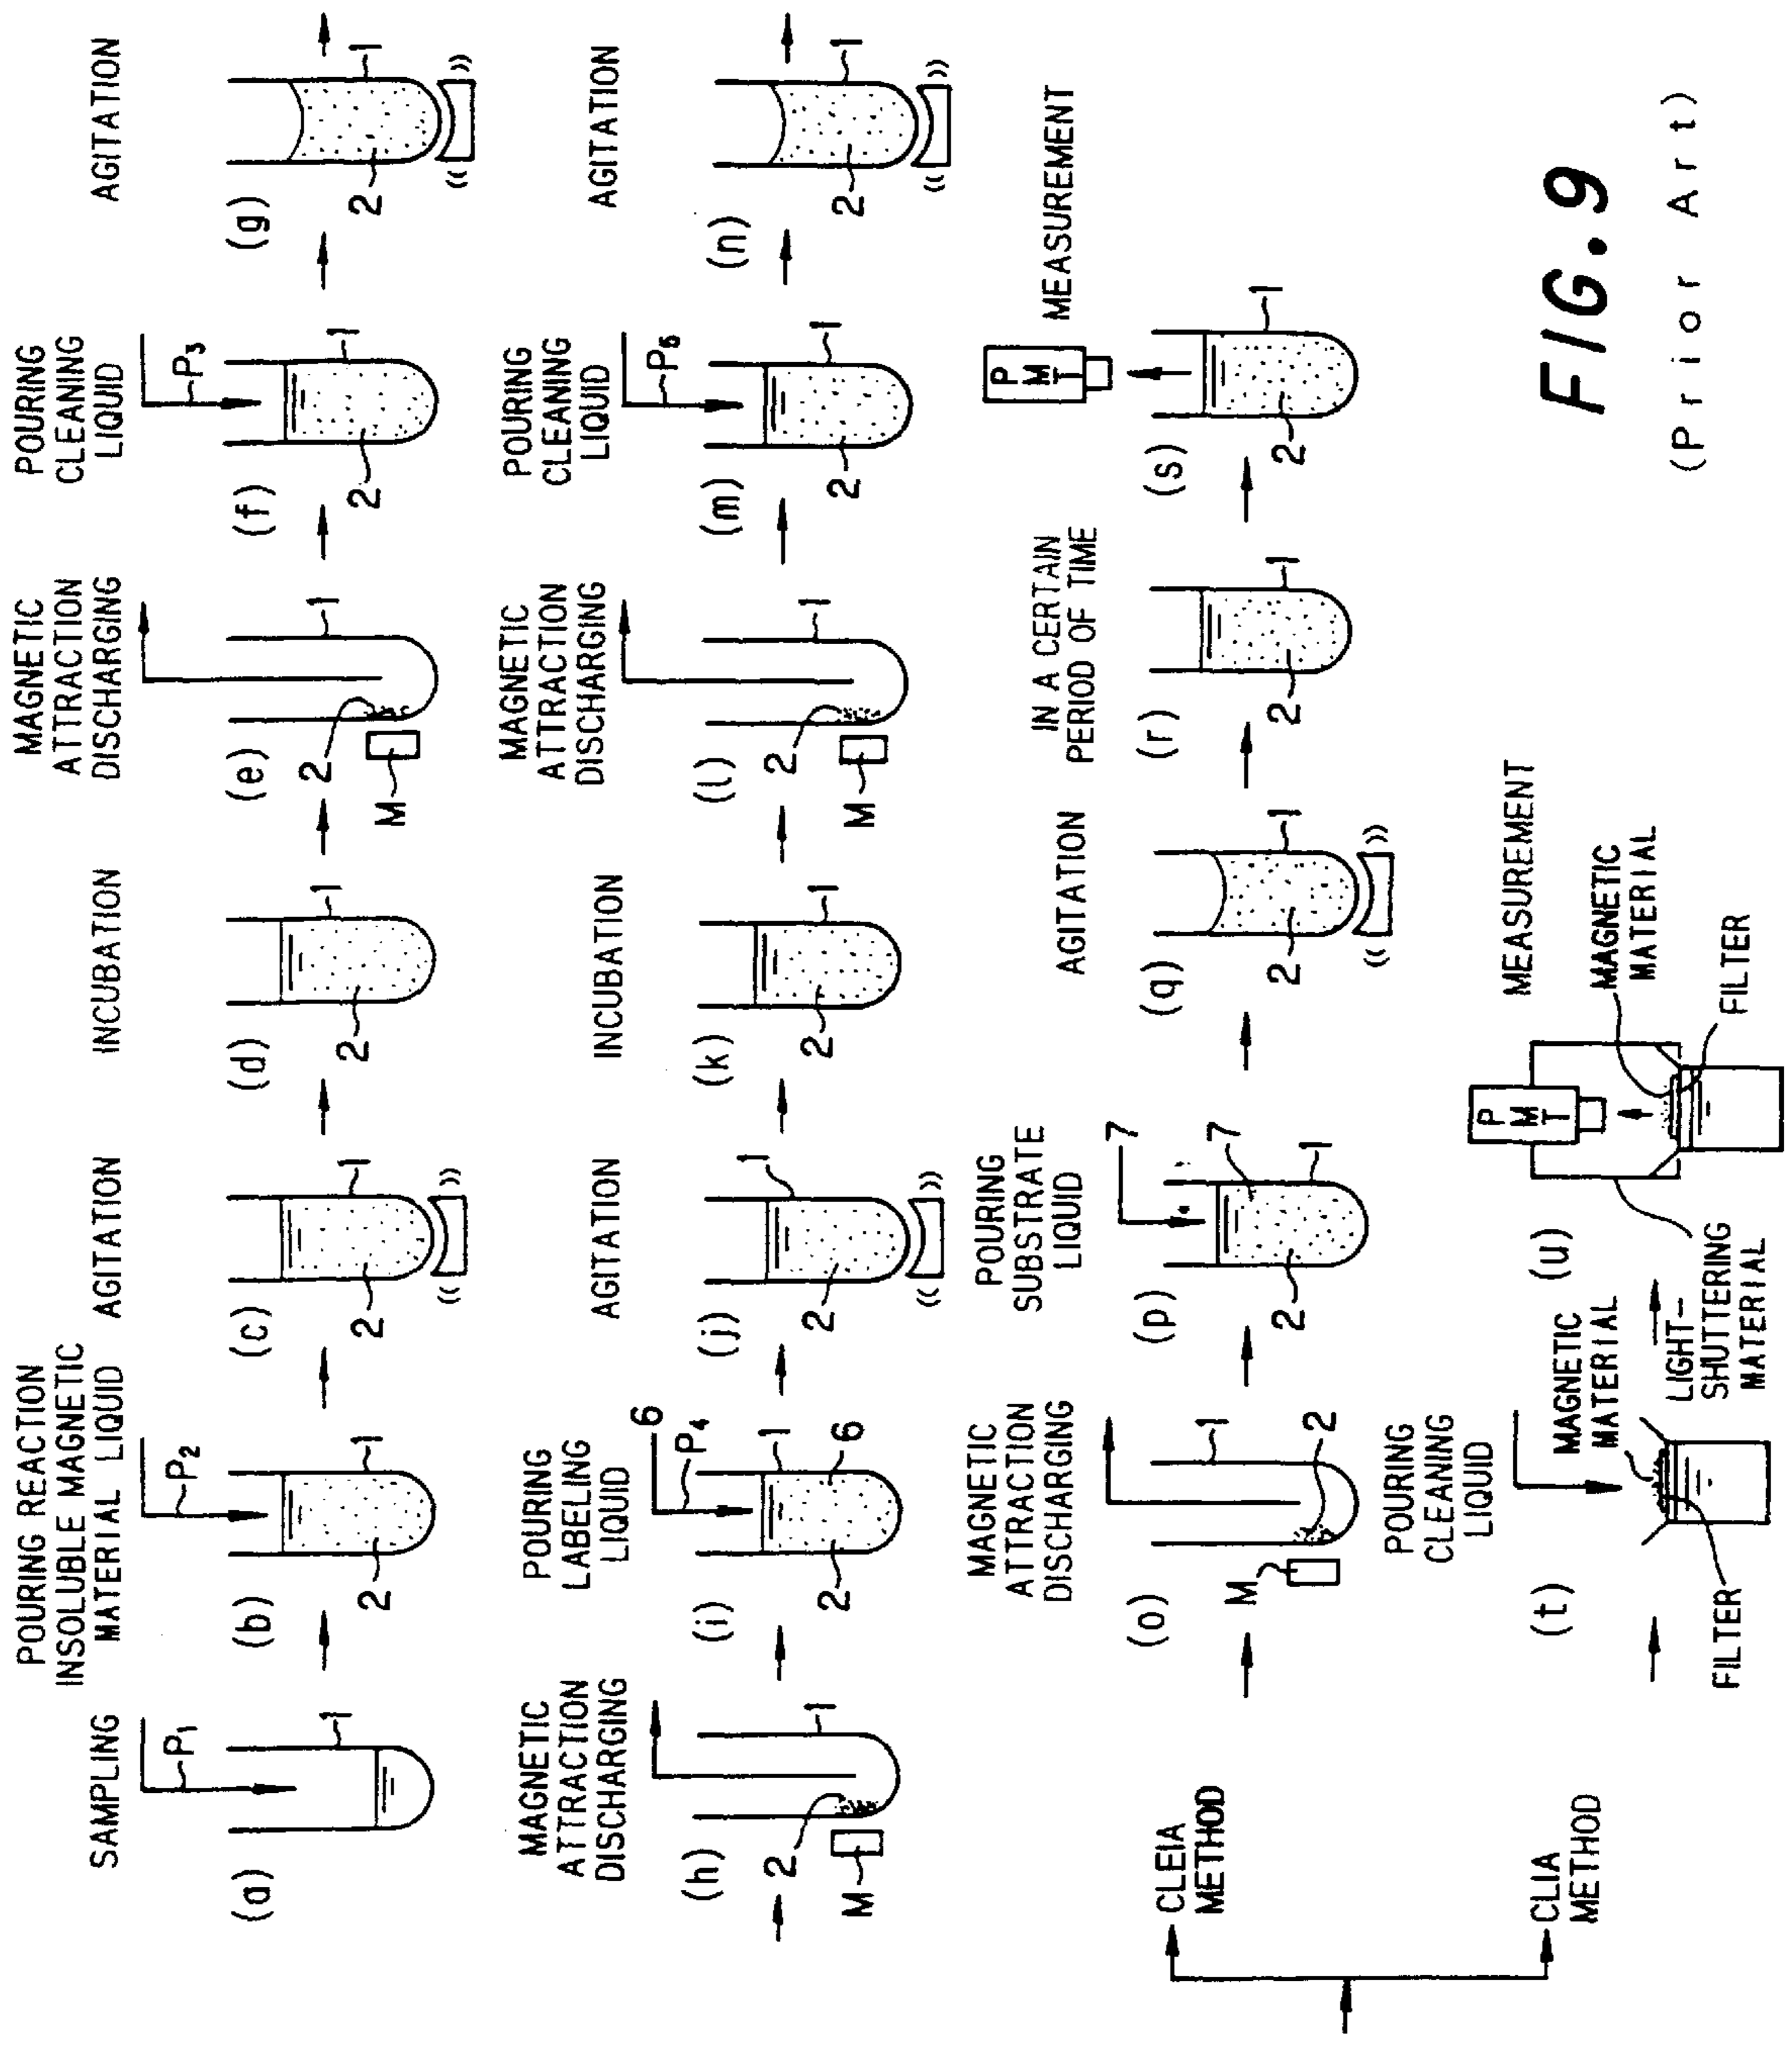 SAMPLING
P1
1
(a)
POURING REACTION
INSOLUBLE MAGNETIC
MATERIAL LIQUID
P2
1
2
(b)
AGITATION
1
2
(c)
INCUBATION
1
2
(d)
MAGNETIC
ATTRACTION
DISCHARGING
1
2
M
(e)
POURING
CLEANING
LIQUID
P3
1
2
(f)
AGITATION
1
2
(g)
MAGNETIC
ATTRACTION
DISCHARGING
1
2
M
(h)
POURING
LABELING
LIQUID
6
P4
1
6
2
(i)
AGITATION
1
2
(j)
INCUBATION
1
2
(k)
MAGNETIC
ATTRACTION
DISCHARGING
1
2
M
(l)
POURING
CLEANING
LIQUID
P5
1
2
(m)
AGITATION
1
2
(n)
CLEIA
METHOD
MAGNETIC
ATTRACTION
DISCHARGING
1
2
M
(o)
POURING
SUBSTRATE
LIQUID
7
7
1
2
(p)
AGITATION
1
2
(q)
IN A CERTAIN
PERIOD OF TIME
1
2
(r)
MEASUREMENT
PMT
1
2
(s)
CLIA
METHOD
POURING
CLEANING
LIQUID
MAGNETIC
MATERIAL
FILTER
(t)
LIGHT-
SHUTTERING
MATERIAL
(u)
PMT
MEASUREMENT
MAGNETIC
MATERIAL
FILTER
FIG. 9
(Prior Art)